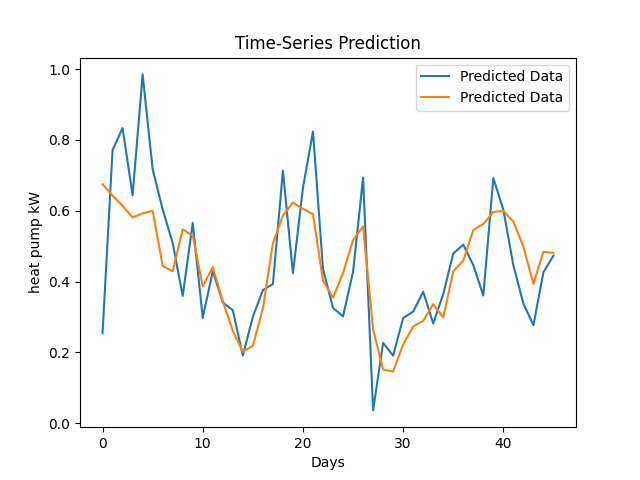 Time-Series Prediction
Predicted Data
Predicted Data
heat pump kW
1.0
0.8
0.6
0.4
0.2
0.0
0 10 20 30 40
Days